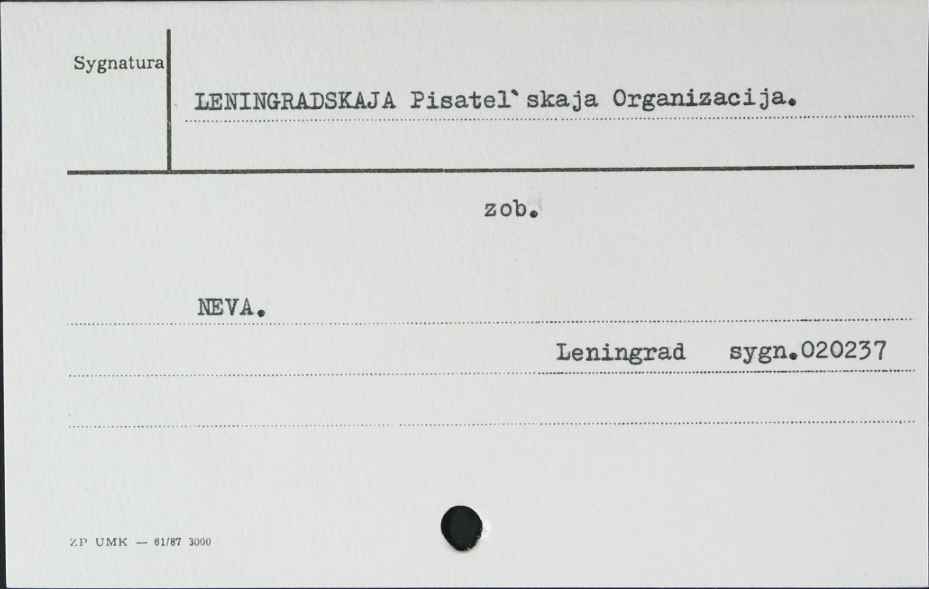 Sygnatura
LENINGRADSKAJA Pisatel`skaja Organizacija.
zob.
NEVA.
Leningrad sygn.020237
ZP UMK — 61/87 3000